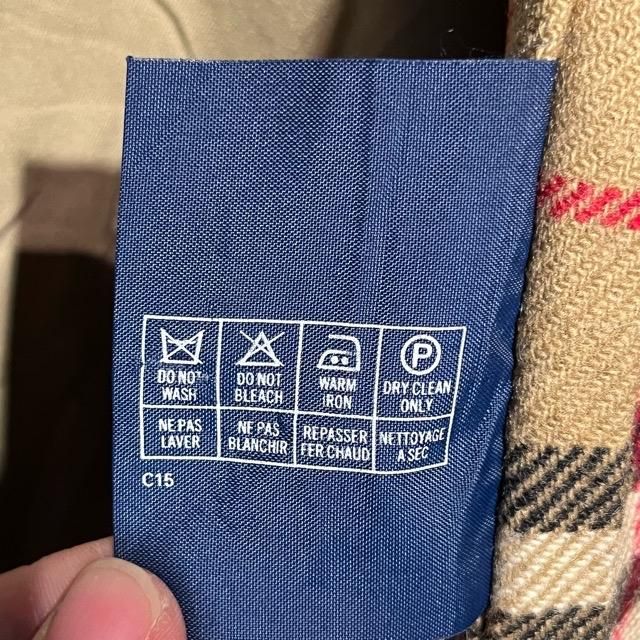 DO NOT
WASH
DO NOT
BLEACH
WARM
IRON
P
DRY CLEAN
ONLY
NE PAS
LAVER
NE PAS
BLANCHIR
REPASSER
FER CHAUD
NETTOYAGE
A SEC
C15